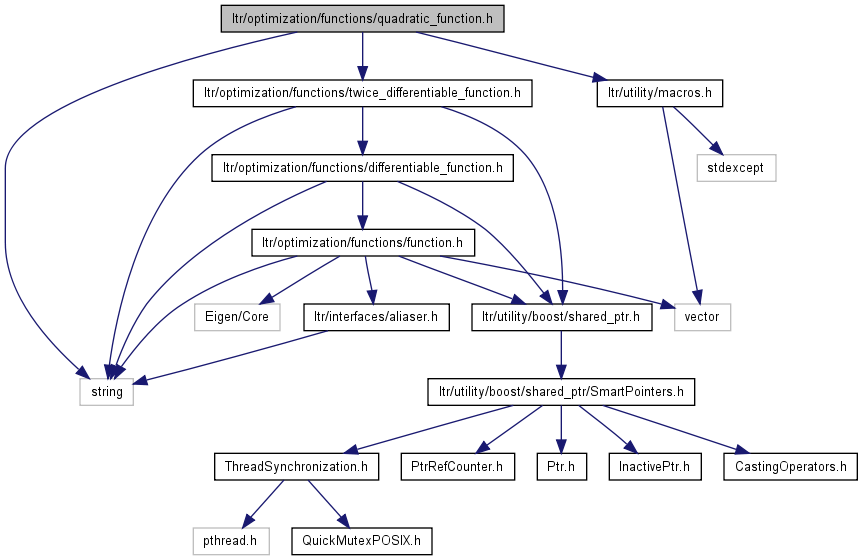 ltr/optimization/functions/quadratic_function.h
ltr/optimization/functions/twice_differentiable_function.h
ltr/utility/macros.h
ltr/optimization/functions/differentiable_function.h
stdexcept
ltr/optimization/functions/function.h
Eigen/Core
ltr/interfaces/aliaser.h
ltr/utility/boost/shared_ptr.h
vector
string
ltr/utility/boost/shared_ptr/SmartPointers.h
ThreadSynchronization.h
PtrRefCounter.h
Ptr.h
InactivePtr.h
CastingOperators.h
pthread.h
QuickMutexPOSIX.h